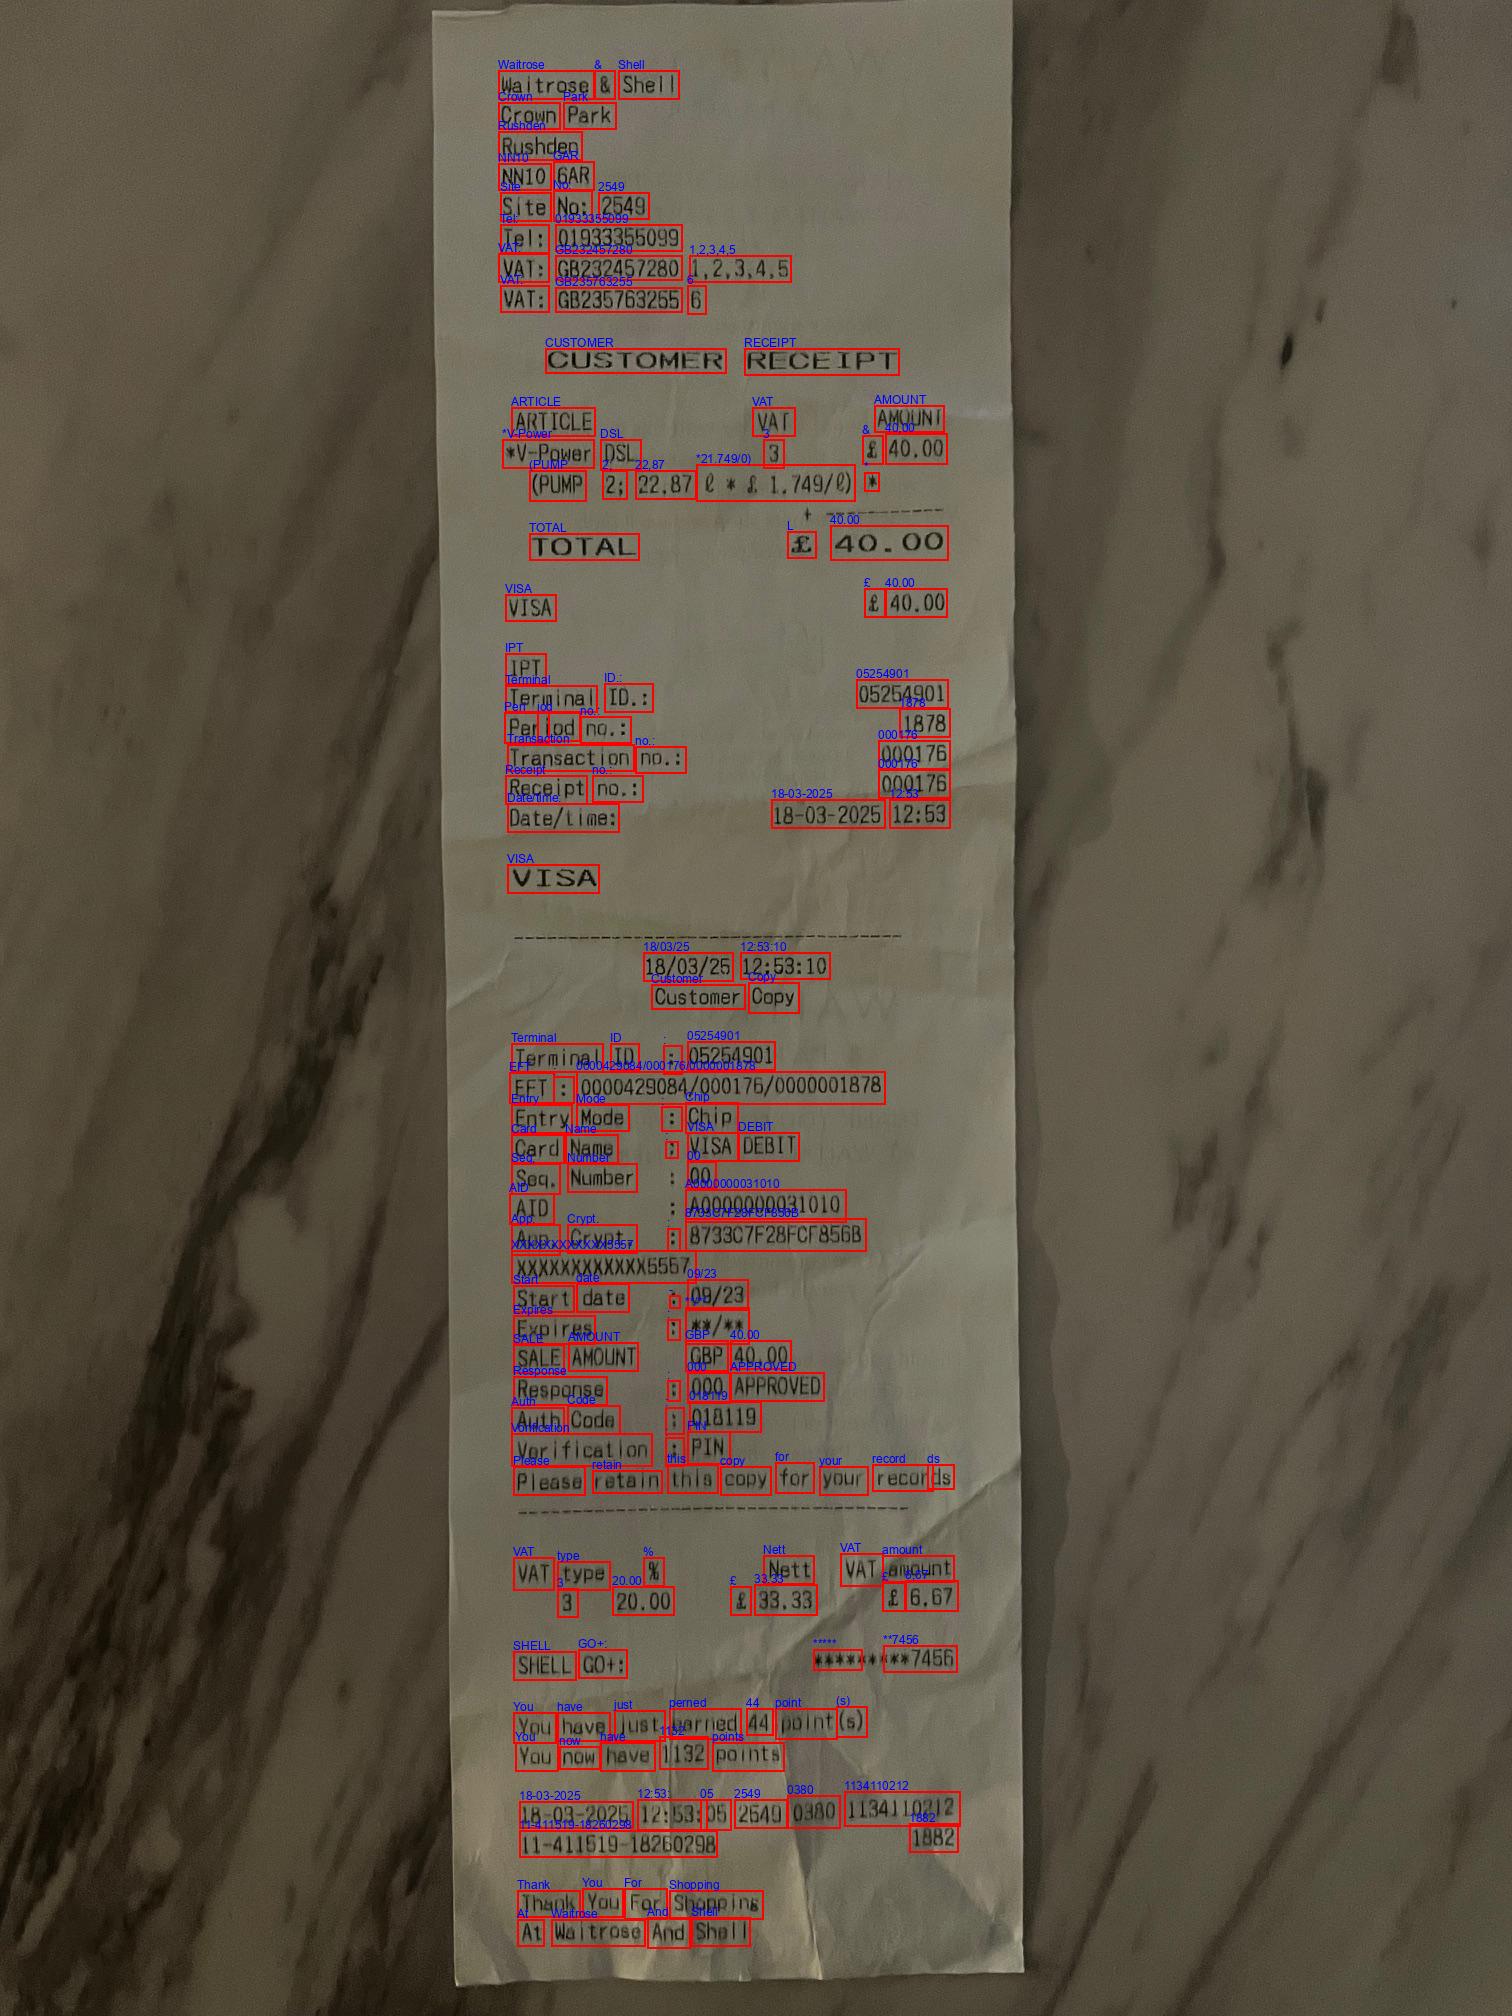 Waitrose & Shell
Crown Park
Rushden
NN10 6AR
Site No: 2549
Tel: 01933355099
VAT: GB232457280 1,2,3,4,5
VAT: GB235763255 6
CUSTOMER RECEIPT
ARTICLE VAT AMOUNT
*V-Power DSL 3 £ 40.00
(PUMP 2; 22,87 ℓ * £ 1.749/ℓ) *
TOTAL £ 40.00
VISA £ 40.00
IPT
Terminal ID.: 05254901
Period no.: 1878
Transaction no.: 000176
Receipt no.: 000176
Date/time: 18-03-2025 12:53
VISA
18/03/25 12:53:10
Customer Copy
Terminal ID : 05254901
EFT : 0000429084/000176/0000001878
Entry Mode : Chip
Card Name : VISA DEBIT
Seq. Number : 00
AID : A0000000031010
App. Crypt. : 8733C7F28FCF856B
XXXXXXXXXXXX5557
Start date : 09/23
Expires : **/**
SALE AMOUNT GBP 40.00
Response : 000 APPROVED
Auth Code : 018119
Verification : PIN
Please retain this copy for your records
VAT type % Nett VAT amount
3 20.00 £ 33.33 £ 6.67
SHELL GO+: *********7456
You have just earned 44 point(s)
You now have 1132 points
18-03-2025 12:53:05 2549 0380 1134110212
11-411519-18260298 1882
Thank You For Shopping
At Waitrose And Shell